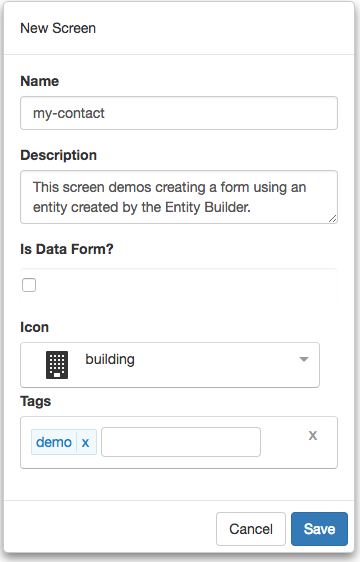 New Screen
Name
my-contact
Description
This screen demos creating a form using an
entity created by the Entity Builder.
Is Data Form?
Icon
building
Tags
demo x x
Cancel Save